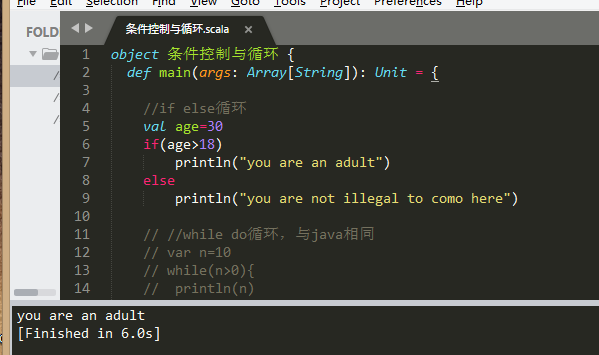 Edit Selection Find View Goto Tools Project Preferences Help
条件控制与循环.scala ×
FOLD
1 object 条件控制与循环 {
2 def main(args: Array[String]): Unit = {
3
4 //if else循环
5 val age=30
6 if(age>18)
7 println("you are an adult")
8 else
9 println("you are not illegal to como here")
10
11 // //while do循环，与java相同
12 // var n=10
13 // while(n>0){
14 // println(n)
you are an adult
[Finished in 6.0s]